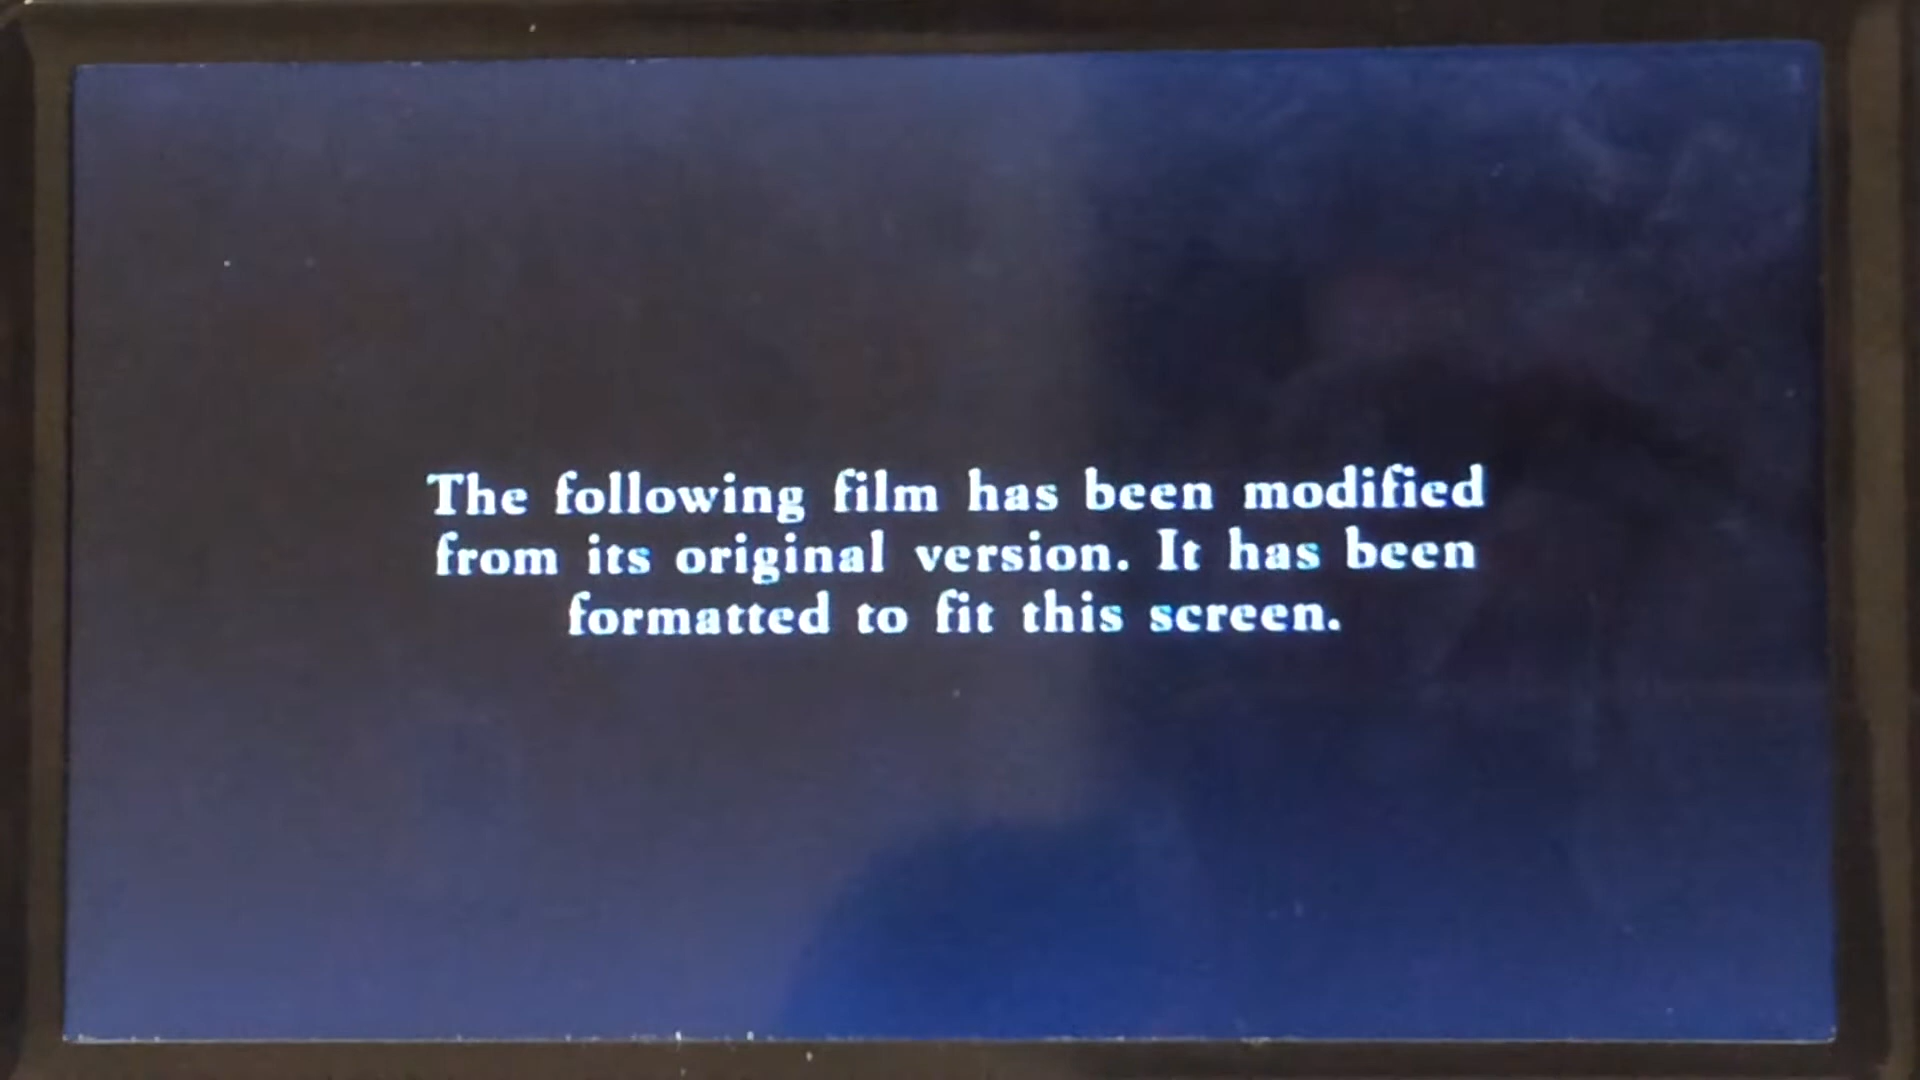 The following film has been modified
from its original version. It has been
formatted to fit this screen.